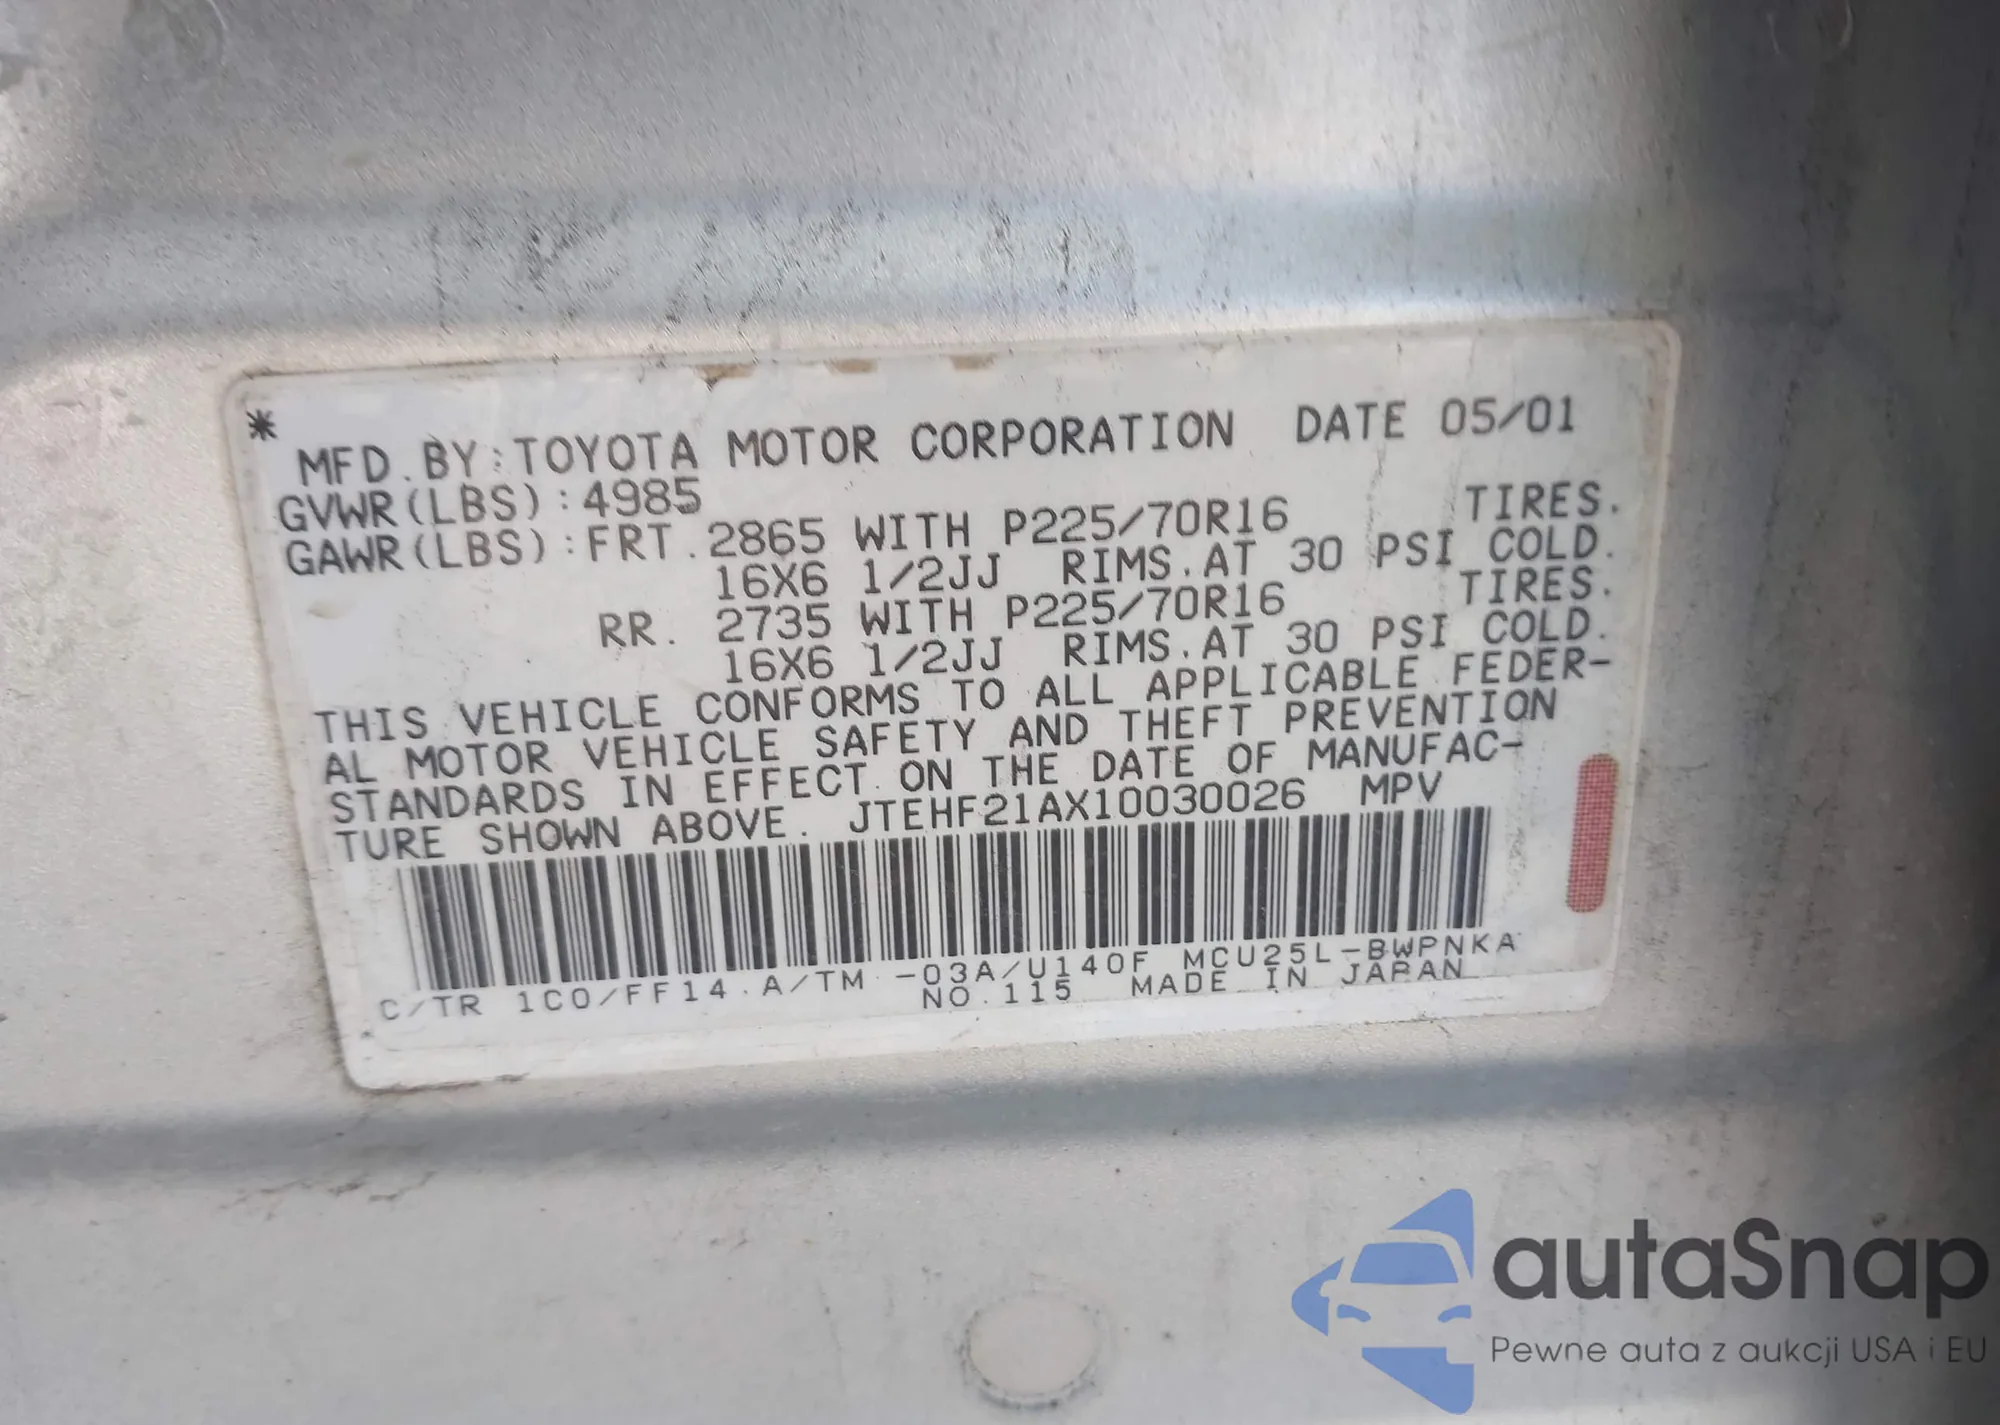 *
MFD. BY: TOYOTA MOTOR CORPORATION DATE 05/01
GVWR(LBS): 4985
GAWR(LBS): FRT. 2865 WITH P225/70R16 TIRES.
16X6 1/2JJ RIMS. AT 30 PSI COLD.
RR. 2735 WITH P225/70R16 TIRES.
16X6 1/2JJ RIMS. AT 30 PSI COLD.
THIS VEHICLE CONFORMS TO ALL APPLICABLE FEDER-
AL MOTOR VEHICLE SAFETY AND THEFT PREVENTION
STANDARDS IN EFFECT ON THE DATE OF MANUFAC-
TURE SHOWN ABOVE. JTEHF21AX10030026 MPV
C/TR 1C0/FF14. A/TM -03A/U140F MCU25L-BWPNKA
NO.115 MADE IN JAPAN
autaSnap
Pewne auta z aukcji USA i EU